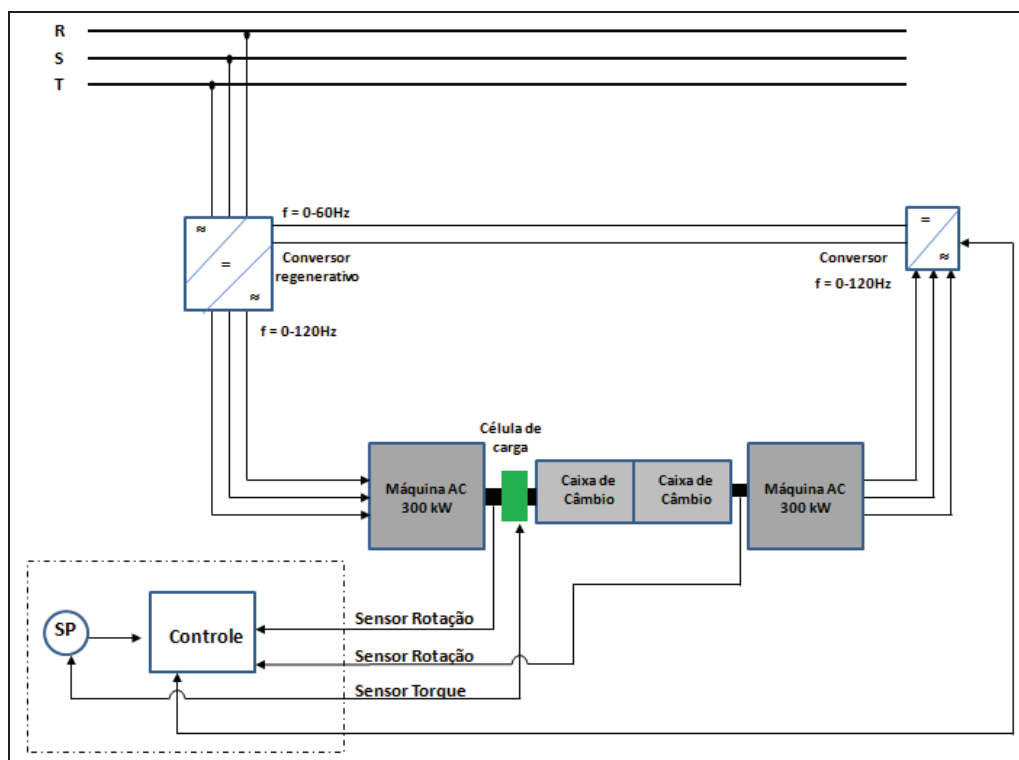 R
S
T
≈
=
≈
f = 0-60Hz
Conversor
regenerativo
f = 0-120Hz
Conversor
f = 0-120Hz
=
≈
Célula de
carga
Máquina AC
300 kW
Caixa de
Câmbio
Caixa de
Câmbio
Máquina AC
300 kW
SP
Controle
Sensor Rotação
Sensor Rotação
Sensor Torque